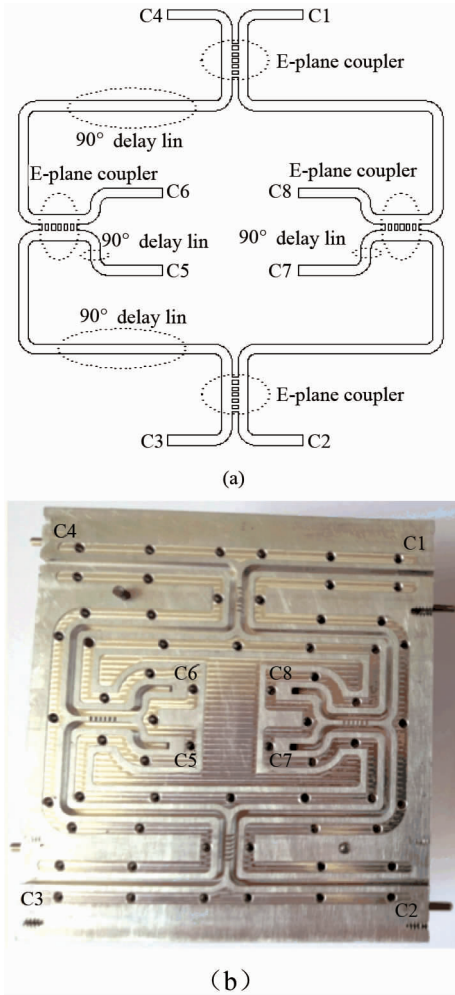 C4 C1
E-plane coupler
90° delay lin
E-plane coupler E-plane coupler
C6 C8
90° delay lin 90° delay lin
C5 C7
90° delay lin
E-plane coupler
C3 C2
(a)
C4 C1
C6 C8
C5 C7
C3 C2
(b)